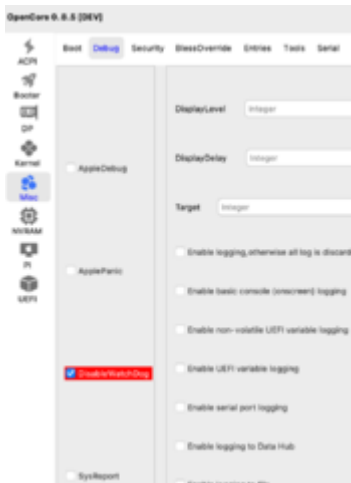 OpenCore 0.8.5 [DEV]
ACPI
Booter
DP
Kernel
Misc
NVRAM
PI
UEFI
Boot Debug Security BlessOverride Entries Tools Serial
AppleDebug
ApplePanic
DisableWatchDog
SysReport
DisplayLevel Integer
DisplayDelay Integer
Target Integer
Enable logging,otherwise all log is discard
Enable basic console (onscreen) logging
Enable non-volatile UEFI variable logging
Enable UEFI variable logging
Enable serial port logging
Enable logging to Data Hub